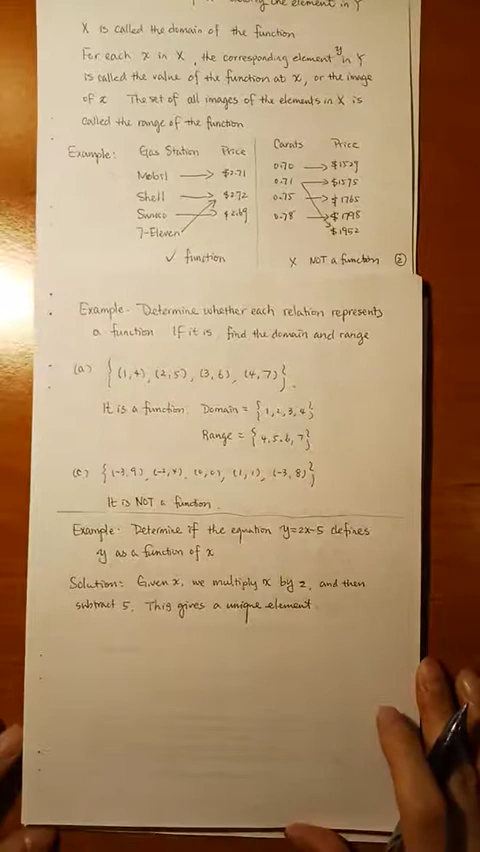 the element in Y
X is called the domain of the function
For each x in X, the corresponding element y in Y
is called the value of the function at x, or the image
of x The set of all images of the elements in X is
called the range of the function
Example: Gas Station Price
Mobil $2.71
Shell $2.72
Sunoco $2.69
7-Eleven
✓ function
Carats Price
0.70 $1529
0.71 $1575
0.75 $1765
0.78 $1798
$1952
X NOT a function ②
Example. Determine whether each relation represents
a function If it is find the domain and range
(a) {(1,4), (2,5), (3,6), (4,7)}.
It is a function. Domain = {1,2,3,4}
Range = {4,5,6,7}
(c) {(-3,9), (-2,4), (0,0), (1,1), (-3,8)}
It is NOT a function.
Example. Determine if the equation y=2x-5 defines
y as a function of x
Solution: Given x, we multiply x by 2, and then
subtract 5. This gives a unique element.